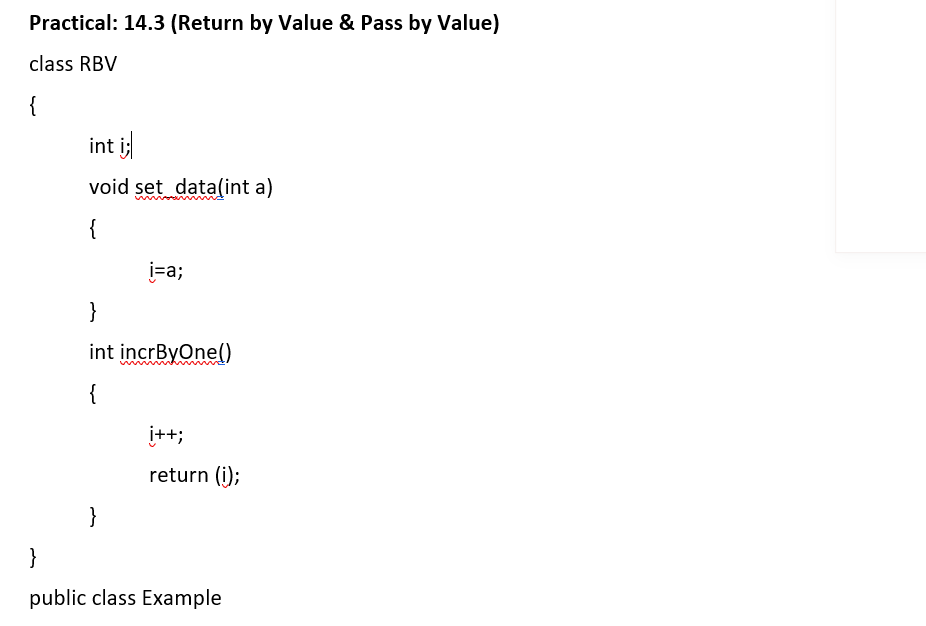 Practical: 14.3 (Return by Value & Pass by Value)
class RBV
{
int i;
void set_data(int a)
{
i=a;
}
int incrByOne()
{
i++;
return (i);
}
}
public class Example